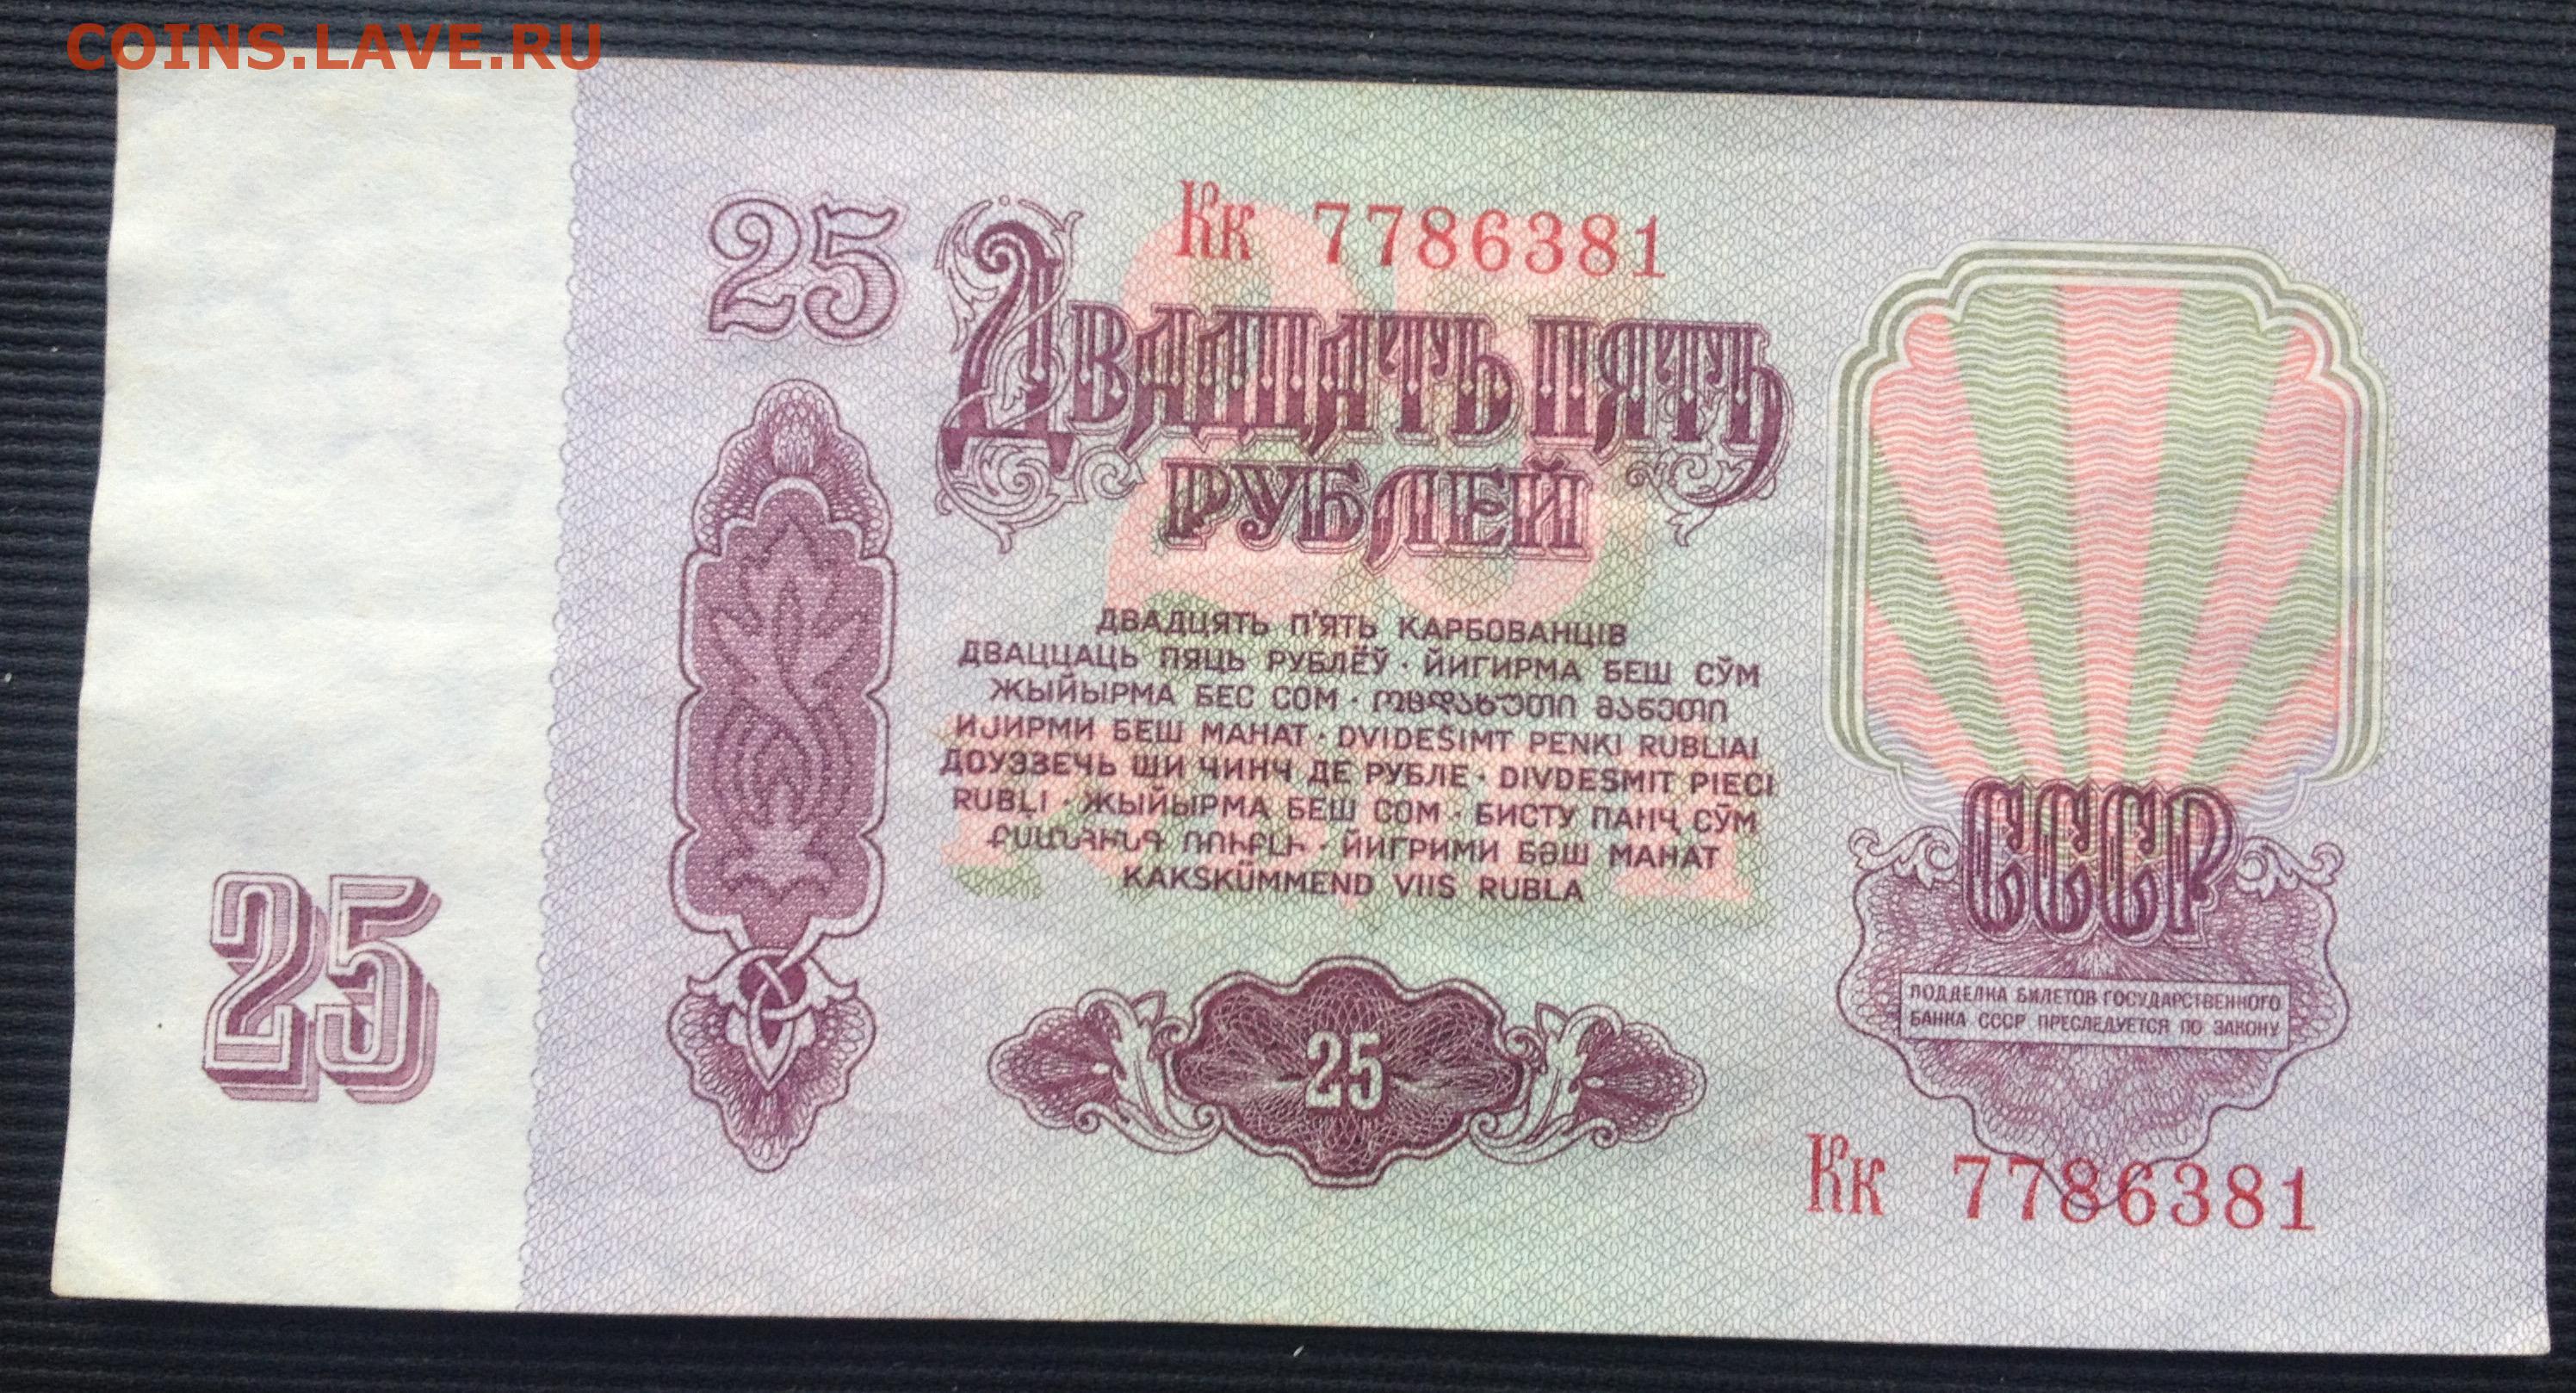 COINS.LAVE.RU
25
Кк 7786381
ДВАДЦАТЬ ПЯТЬ
РУБЛЕЙ
ДВАДЦЯТЬ П'ЯТЬ КАРБОВАНЦІВ
ДВАЦЦАЦЬ ПЯЦЬ РУБЛЁЎ · ЙИГИРМА БЕШ СЎМ
ЖЫЙЫРМА БЕС СОМ · ოცდახუთი მანეთი
ИЈИРМИ БЕШ МАНАТ · DVIDEŠIMT PENKI RUBLIAI
ДОУЭЗЕЧЬ ШИ ЧИНЧ ДЕ РУБЛЕ · DIVDESMIT PIECI
RUBĻI · ЖЫЙЫРМА БЕШ СОМ · БИСТУ ПАНҶ СЎМ
ՔՍԱՆՀԻՆԳ ՌՈՒԲԼԻ · ЙИГРИМИ БӘШ МАНАТ
KAKSKÜMMEND VIIS RUBLA
25
25
СССР
ПОДДЕЛКА БИЛЕТОВ ГОСУДАРСТВЕННОГО
БАНКА СССР ПРЕСЛЕДУЕТСЯ ПО ЗАКОНУ
Кк 7786381